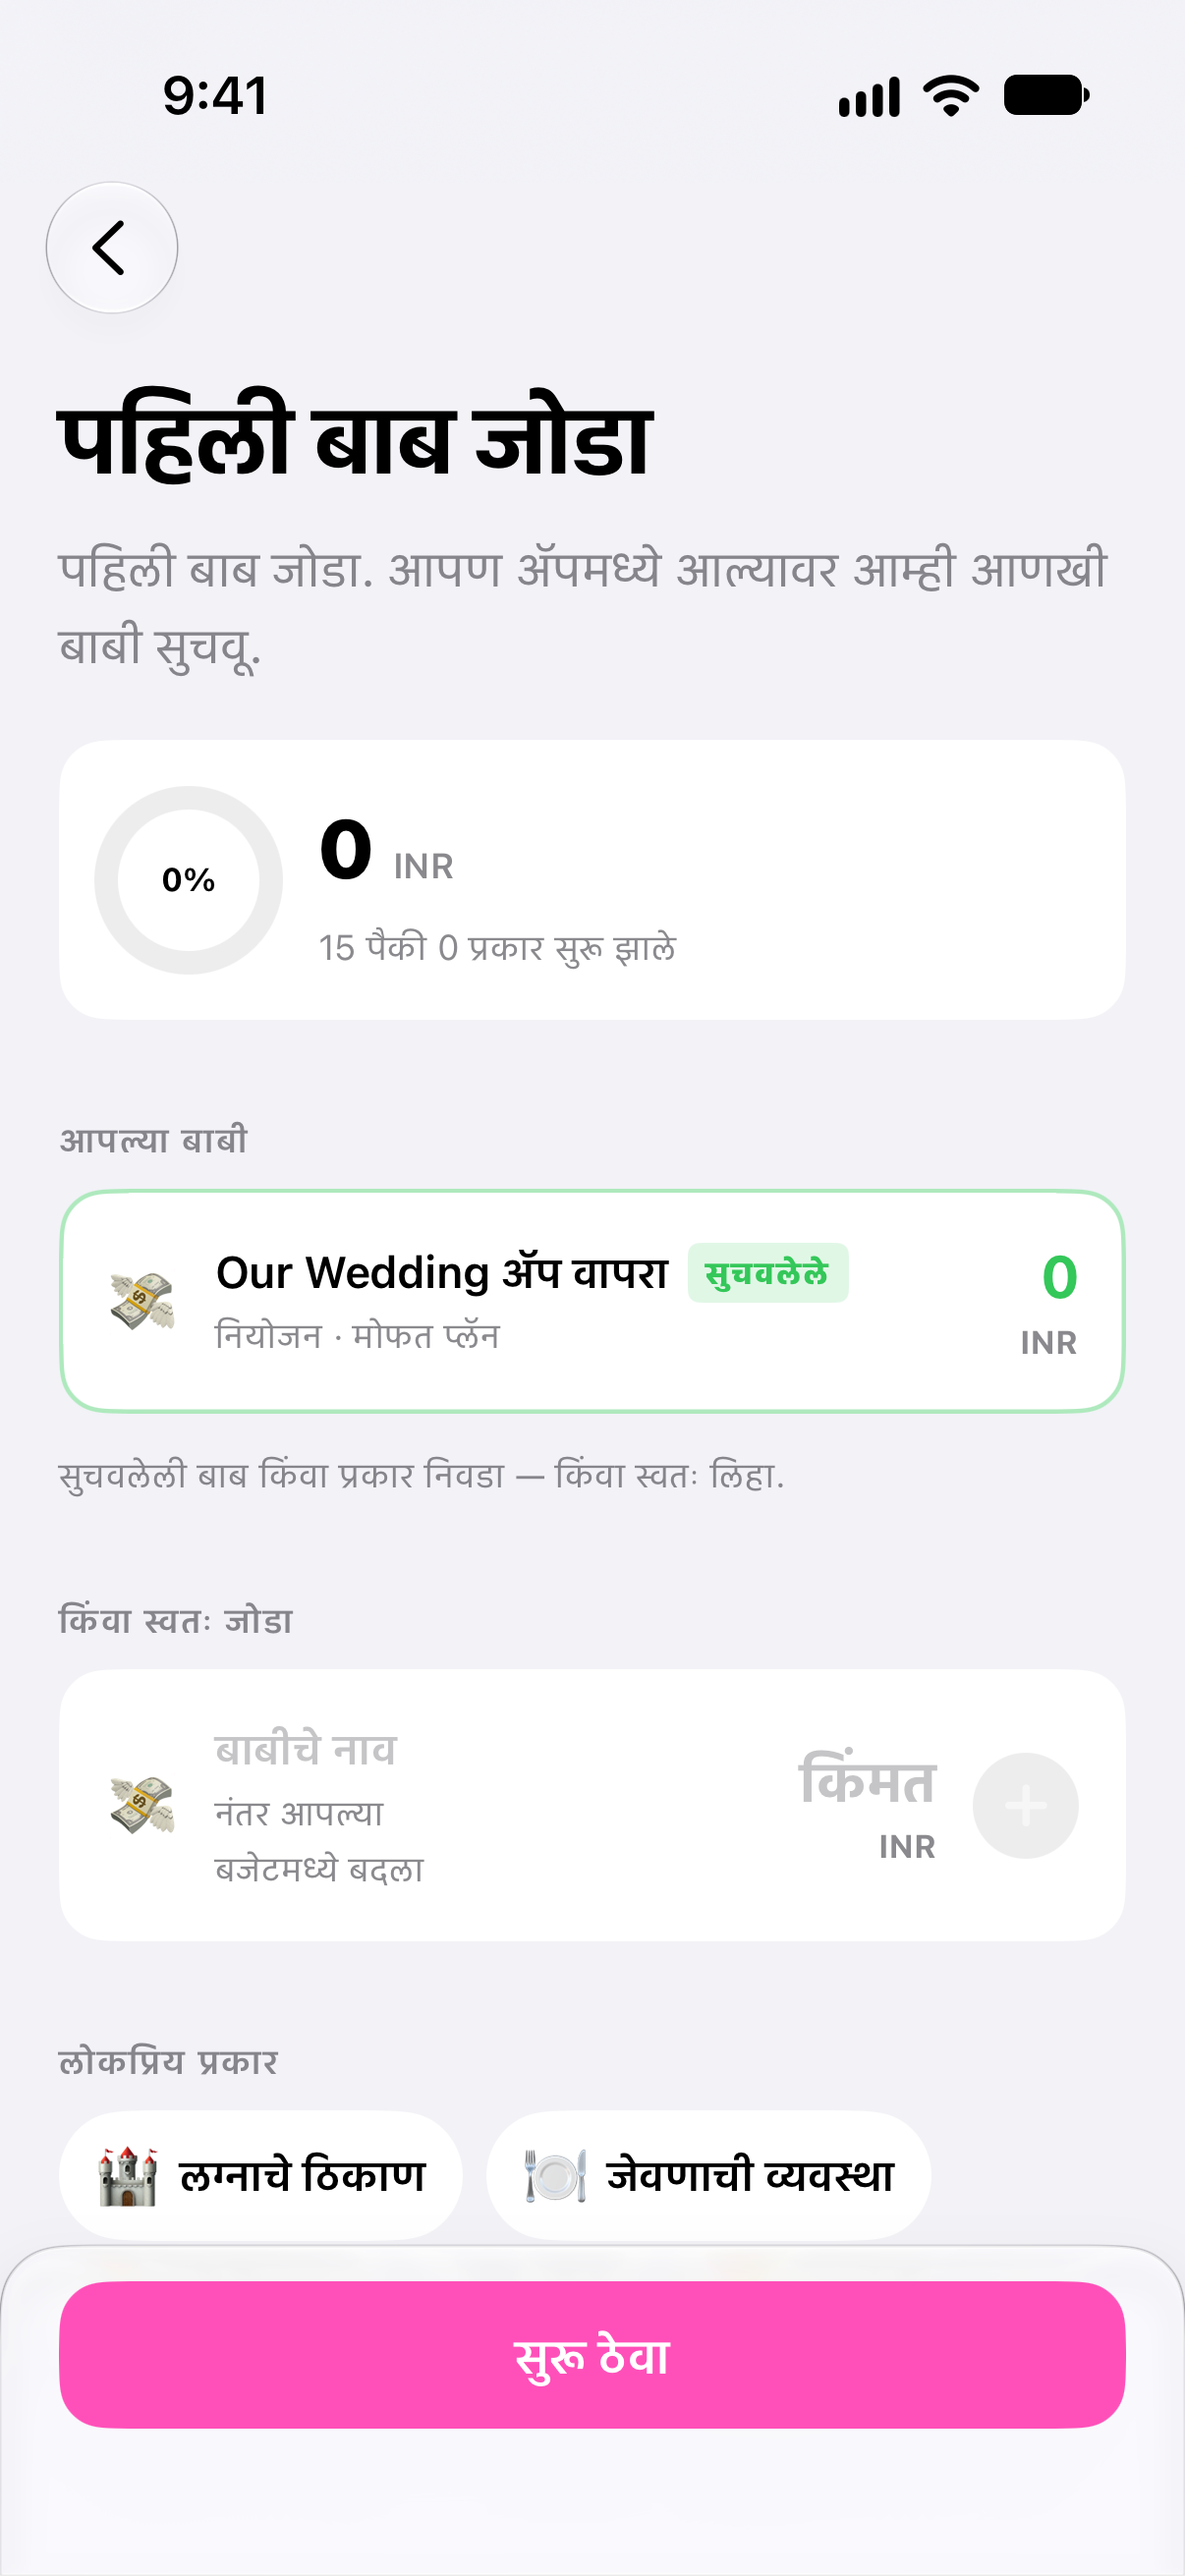 9:41
पहिली बाब जोडा
पहिली बाब जोडा. आपण ॲपमध्ये आल्यावर आम्ही आणखी
बाबी सुचवू.
0%
0 INR
15 पैकी 0 प्रकार सुरू झाले
आपल्या बाबी
Our Wedding ॲप वापरा सुचवलेले 0
नियोजन · मोफत प्लॅन INR
सुचवलेली बाब किंवा प्रकार निवडा — किंवा स्वतः लिहा.
किंवा स्वतः जोडा
बाबीचे नाव किंमत
नंतर आपल्या INR
बजेटमध्ये बदला
लोकप्रिय प्रकार
लग्नाचे ठिकाण जेवणाची व्यवस्था
सुरू ठेवा